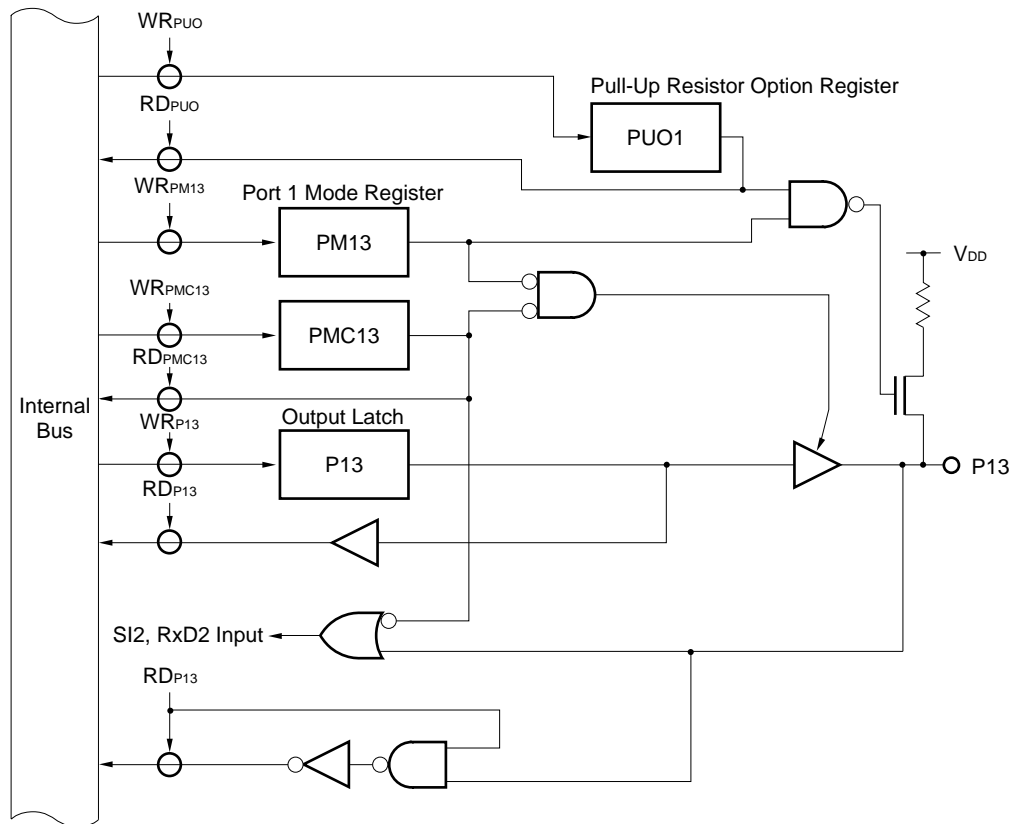 WRPUO
RDPUO
Pull-Up Resistor Option Register
PUO1
WRPM13
Port 1 Mode Register
PM13
VDD
WRPMC13
PMC13
RDPMC13
Internal
Bus
WRP13
Output Latch
P13
P13
RDP13
SI2, RxD2 Input
RDP13